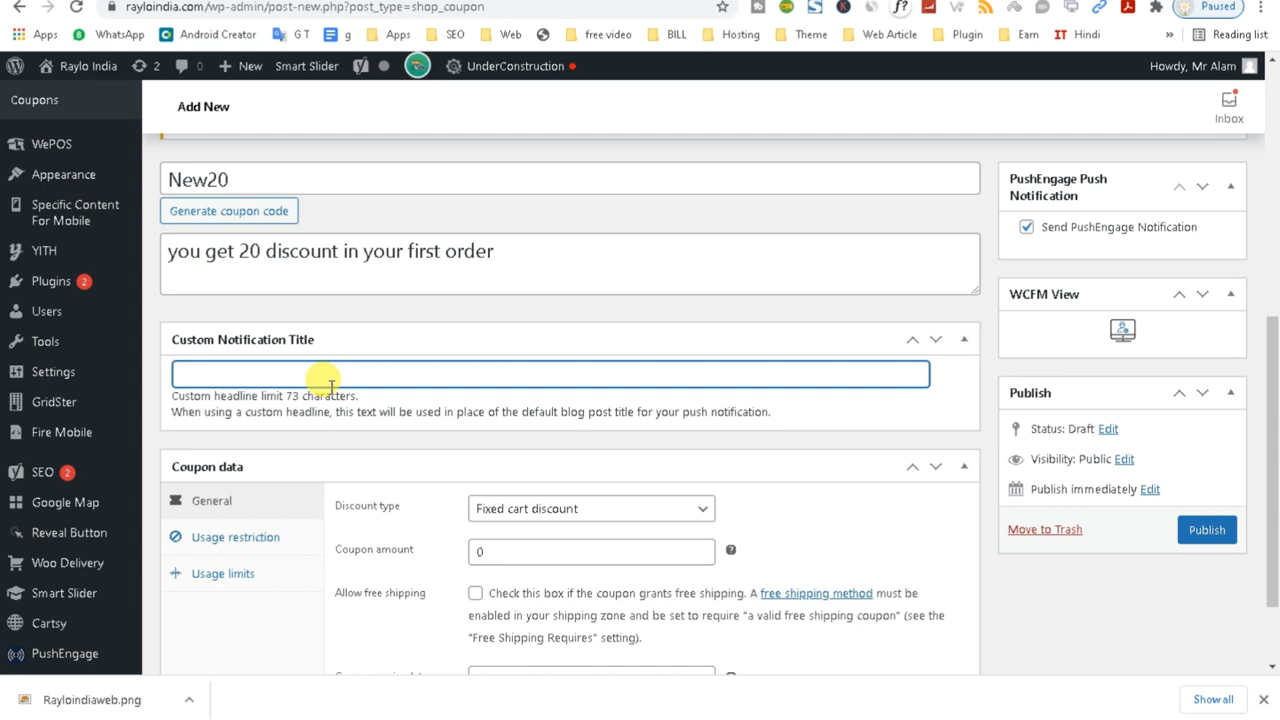 rayloindia.com/wp-admin/post-new.php?post_type=shop_coupon
Paused
Apps WhatsApp Android Creator G T g Apps SEO Web free video BILL Hosting Theme Web Article Plugin Earn IT Hindi » Reading list
Raylo India 2 0 New Smart Slider UnderConstruction Howdy, Mr Alam
Coupons
WePOS
Appearance
Specific Content
For Mobile
YITH
Plugins 2
Users
Tools
Settings
GridSter
Fire Mobile
SEO 2
Google Map
Reveal Button
Woo Delivery
Smart Slider
Cartsy
PushEngage
Add New
Inbox
New20
Generate coupon code
you get 20 discount in your first order
Custom Notification Title
Custom headline limit 73 characters.
When using a custom headline, this text will be used in place of the default blog post title for your push notification.
Coupon data
General
Usage restriction
Usage limits
Discount type
Fixed cart discount
Coupon amount
0
Allow free shipping
Check this box if the coupon grants free shipping. A free shipping method must be
enabled in your shipping zone and be set to require "a valid free shipping coupon" (see the
"Free Shipping Requires" setting).
PushEngage Push
Notification
Send PushEngage Notification
WCFM View
Publish
Status: Draft Edit
Visibility: Public Edit
Publish immediately Edit
Move to Trash
Publish
Rayloindiaweb.png
Show all